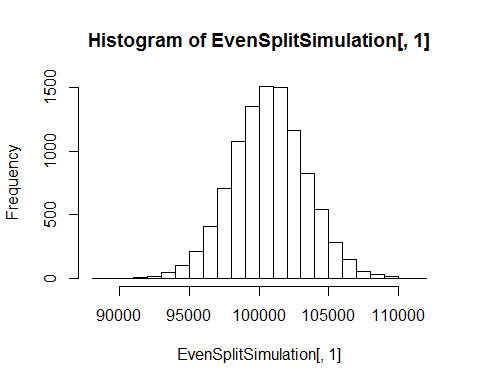 Histogram of EvenSplitSimulation[, 1]
Frequency
1500
1000
500
0
90000 95000 100000 105000 110000
EvenSplitSimulation[, 1]